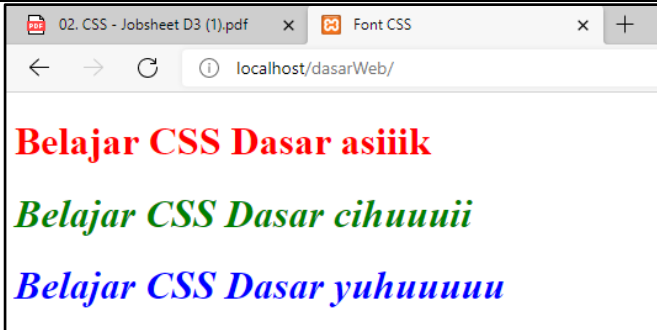 PDF 02. CSS - Jobsheet D3 (1).pdf Font CSS
localhost/dasarWeb/
Belajar CSS Dasar asiiik
Belajar CSS Dasar cihuuuii
Belajar CSS Dasar yuhuuuuu